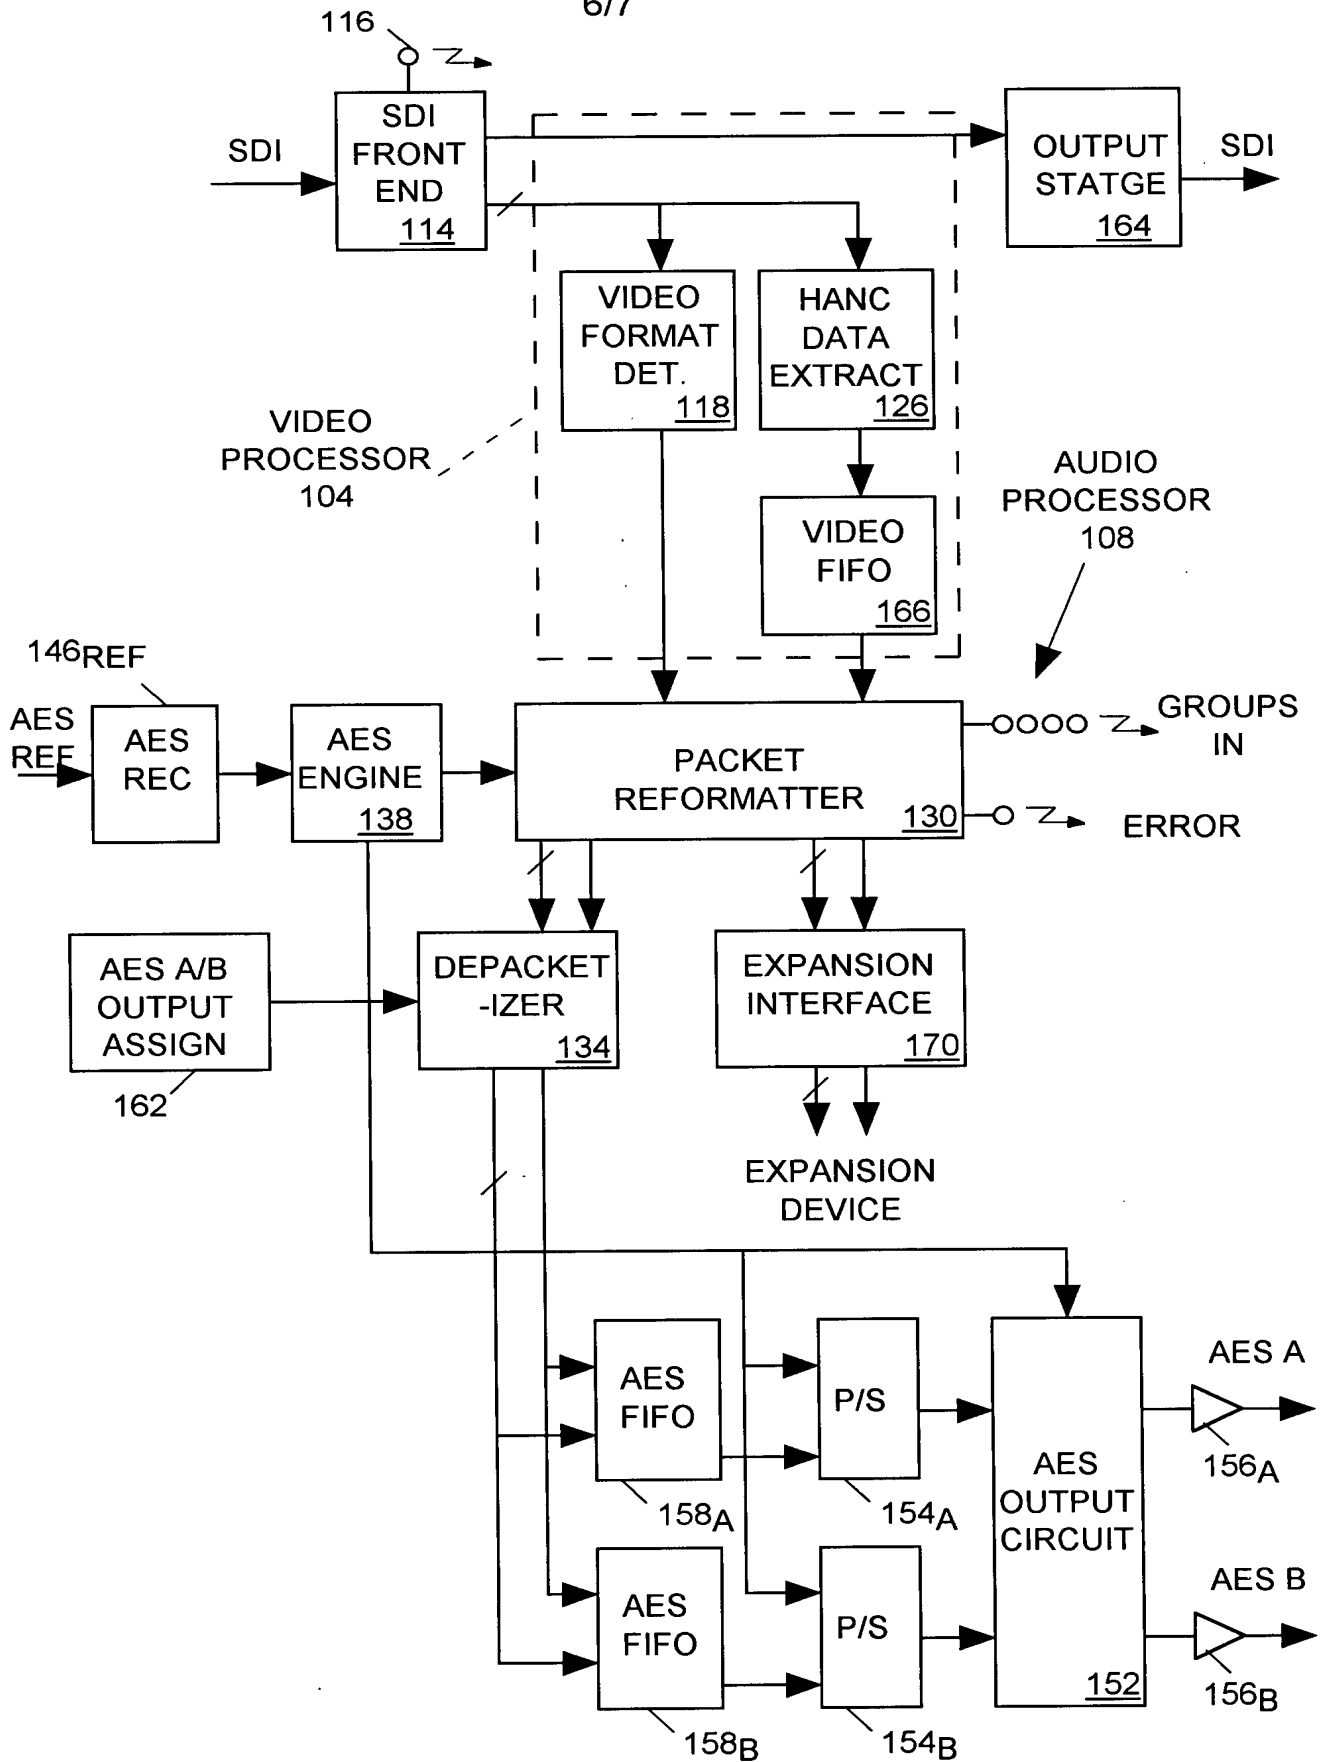 6/7
116
SDI
SDI
FRONT
END
114
OUTPUT
STATGE
164
SDI
VIDEO
FORMAT
DET.
118
HANC
DATA
EXTRACT
126
VIDEO
PROCESSOR
104
VIDEO
FIFO
166
AUDIO
PROCESSOR
108
146REF
AES
REF
AES
REC
AES
ENGINE
138
PACKET
REFORMATTER
130
GROUPS
IN
ERROR
AES A/B
OUTPUT
ASSIGN
162
DEPACKET
-IZER
134
EXPANSION
INTERFACE
170
EXPANSION
DEVICE
AES
FIFO
158A
P/S
154A
AES
OUTPUT
CIRCUIT
152
AES A
156A
AES
FIFO
158B
P/S
154B
AES B
156B